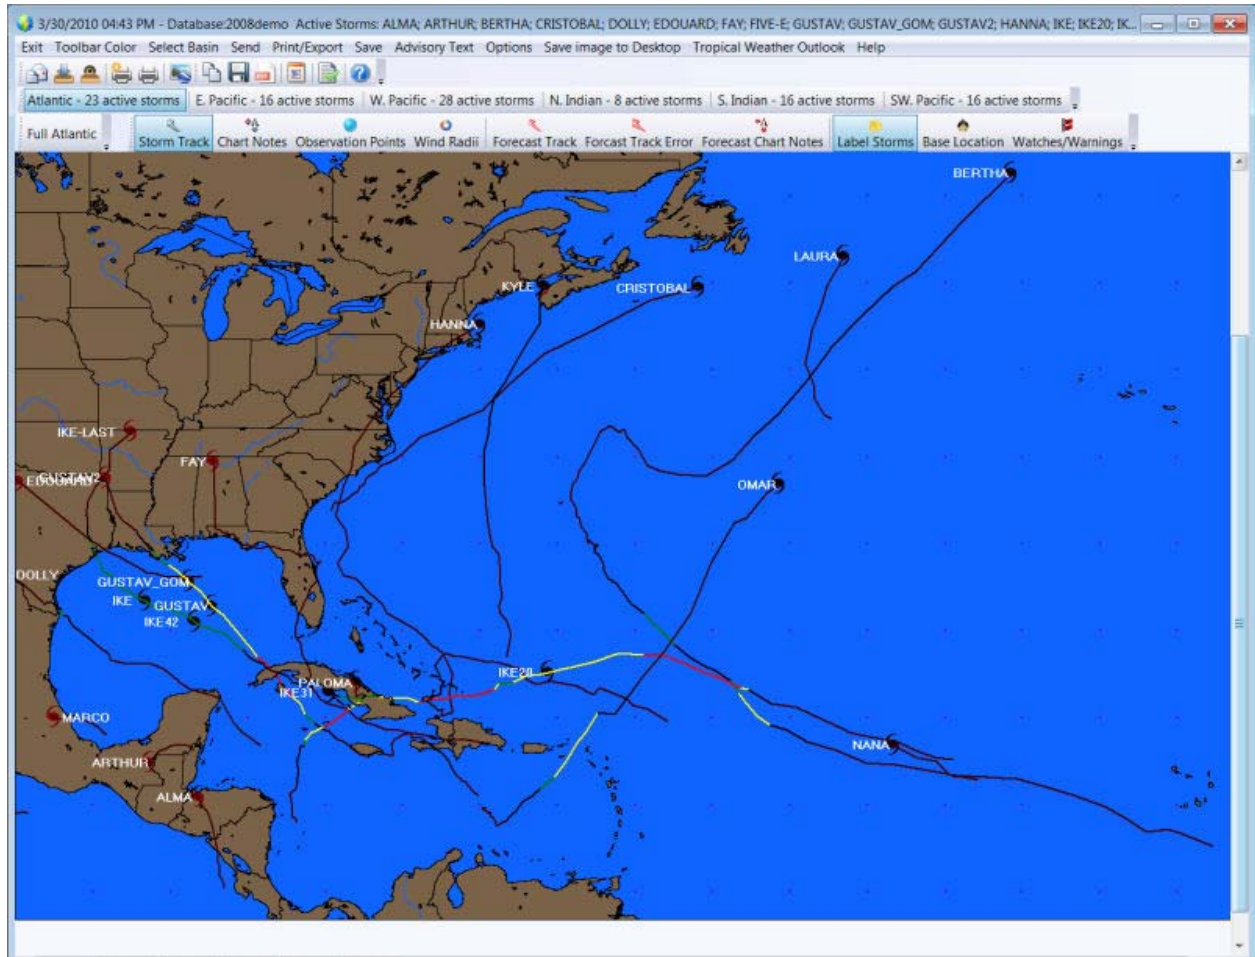 3/30/2010 04:43 PM - Database:2008demo Active Storms: ALMA; ARTHUR; BERTHA; CRISTOBAL; DOLLY; EDOUARD; FAY; FIVE-E; GUSTAV; GUSTAV_GOM; GUSTAV2; HANNA; IKE; IKE20; IK...
Exit Toolbar Color Select Basin Send Print/Export Save Advisory Text Options Save image to Desktop Tropical Weather Outlook Help
Atlantic - 23 active storms E. Pacific - 16 active storms W. Pacific - 28 active storms N. Indian - 8 active storms S. Indian - 16 active storms SW. Pacific - 16 active storms
Full Atlantic Storm Track Chart Notes Observation Points Wind Radii Forecast Track Forcast Track Error Forecast Chart Notes Label Storms Base Location Watches/Warnings
BERTHA
LAURA
KYLE
CRISTOBAL
HANNA
IKE-LAST
FAY
EDOUARD
GUSTAV2
OMAR
DOLLY
GUSTAV_GOM
IKE
GUSTAV
IKE42
IKE20
PALOMA
IKE31
MARCO
NANA
ARTHUR
ALMA